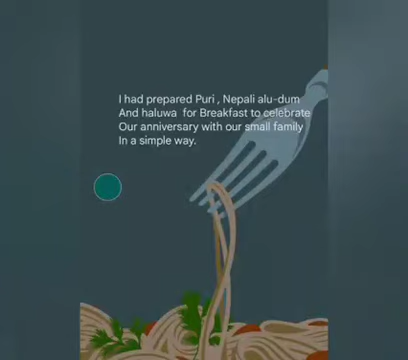 I had prepared Puri , Nepali alu-dum
And haluwa  for Breakfast to celebrate
Our anniversary with our small family
In a simple way.